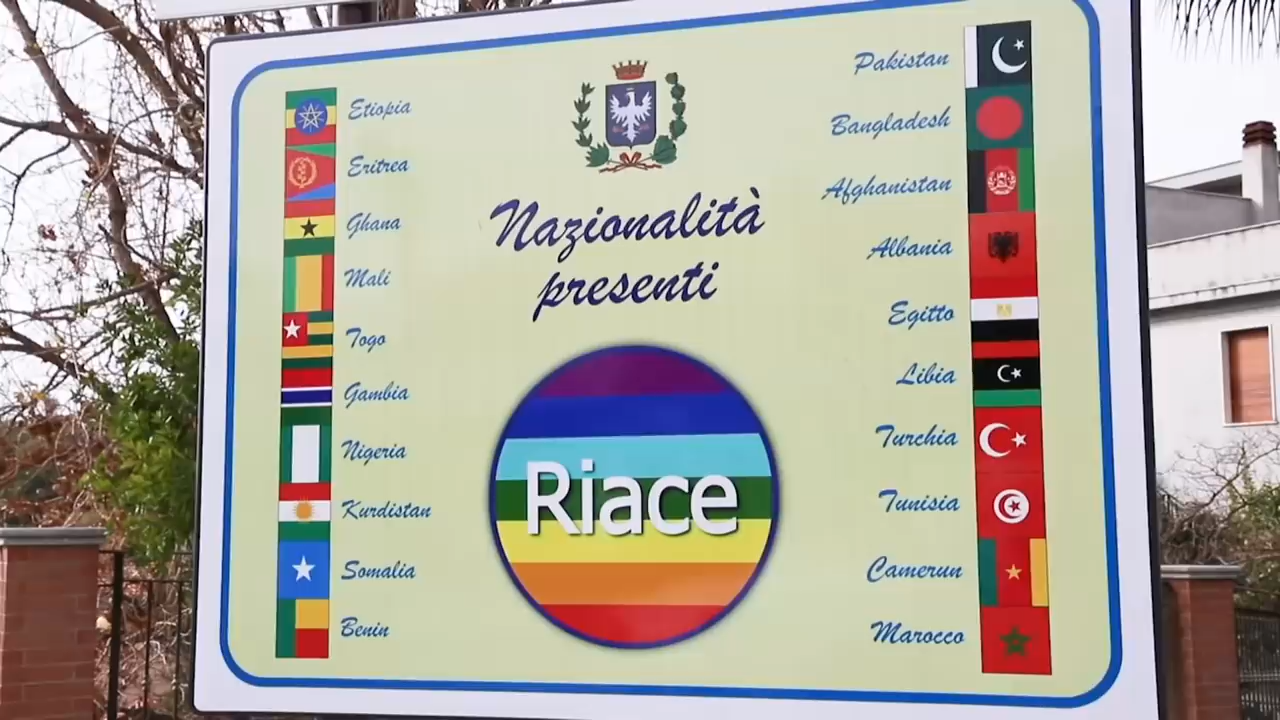 Nazionalità
presenti
Riace
Etiopia
Eritrea
Ghana
Mali
Togo
Gambia
Nigeria
Kurdistan
Somalia
Benin
Pakistan
Bangladesh
Afghanistan
Albania
Egitto
Libia
Turchia
Tunisia
Camerun
Marocco